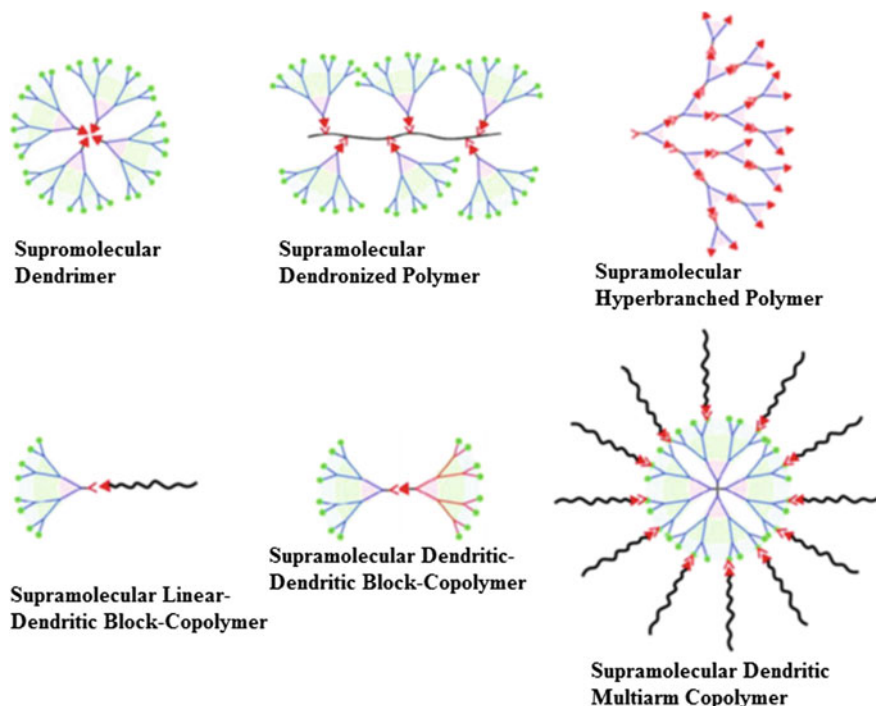 Supromolecular
Dendrimer
Supramolecular
Dendronized Polymer
Supramolecular
Hyperbranched Polymer
Supramolecular Linear-
Dendritic Block-Copolymer
Supramolecular Dendritic-
Dendritic Block-Copolymer
Supramolecular Dendritic
Multiarm Copolymer